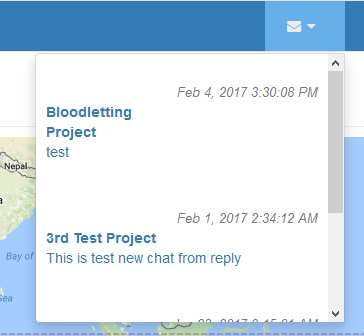 Feb 4, 2017 3:30:08 PM
Bloodletting
Project
test
Feb 1, 2017 2:34:12 AM
3rd Test Project
This is test new chat from reply
Nepal
Bay of
Sea